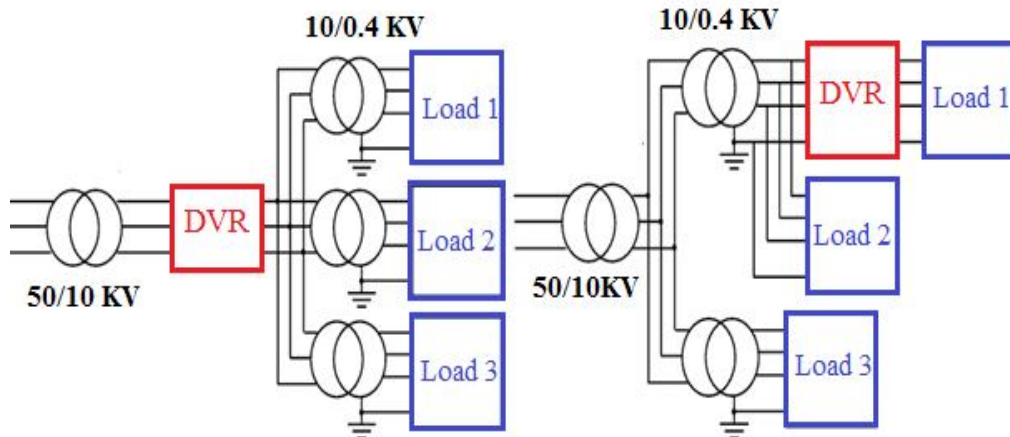 10/0.4 KV
Load 1
DVR
Load 2
50/10 KV
Load 3
10/0.4 KV
DVR
Load 1
Load 2
50/10KV
Load 3